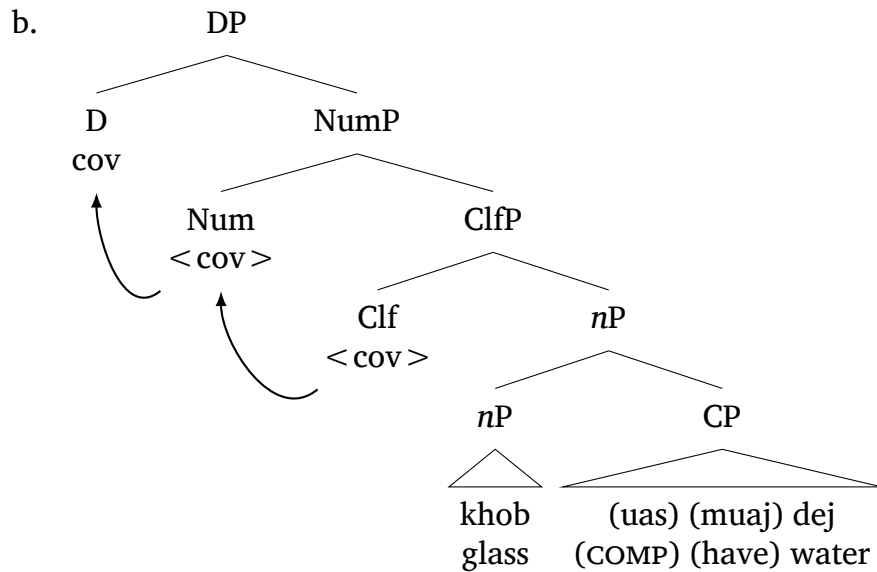 b. DP
D NumP
cov
Num ClfP
<cov>
Clf nP
<cov>
nP CP
khob (uas) (muaj) dej
glass (COMP) (have) water